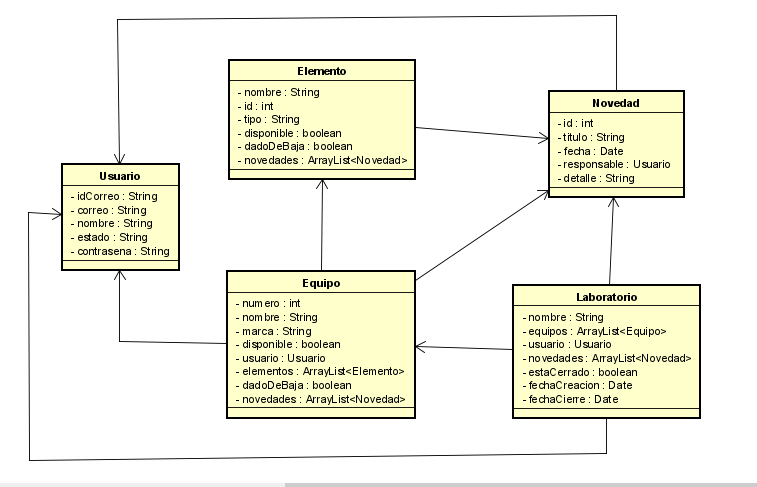 Elemento
- nombre : String
- id : int
- tipo : String
- disponible : boolean
- dadoDeBaja : boolean
- novedades : ArrayList<Novedad>
Novedad
- id : int
- titulo : String
- fecha : Date
- responsable : Usuario
- detalle : String
Usuario
- idCorreo : String
- correo : String
- nombre : String
- estado : String
- contrasena : String
Equipo
- numero : int
- nombre : String
- marca : String
- disponible : boolean
- usuario : Usuario
- elementos : ArrayList<Elemento>
- dadoDeBaja : boolean
- novedades : ArrayList<Novedad>
Laboratorio
- nombre : String
- equipos : ArrayList<Equipo>
- usuario : Usuario
- novedades : ArrayList<Novedad>
- estaCerrado : boolean
- fechaCreacion : Date
- fechaCierre : Date